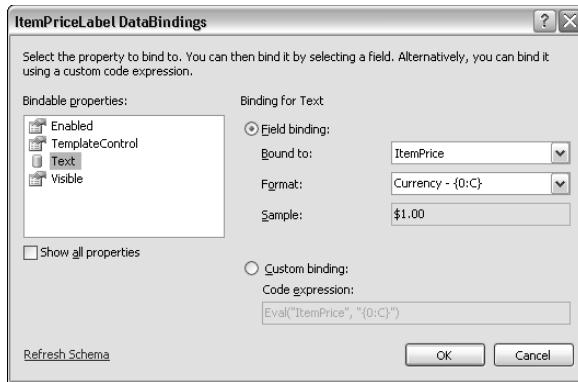 ItemPriceLabel DataBindings
Select the property to bind to. You can then bind it by selecting a field. Alternatively, you can bind it
using a custom code expression.
Bindable properties:
Enabled
TemplateControl
Text
Visible
Show all properties
Binding for Text
Field binding:
Bound to: ItemPrice
Format: Currency - {0:C}
Sample: $1.00
Custom binding:
Code expression:
Eval("ItemPrice", "{0:C}")
Refresh Schema
OK Cancel